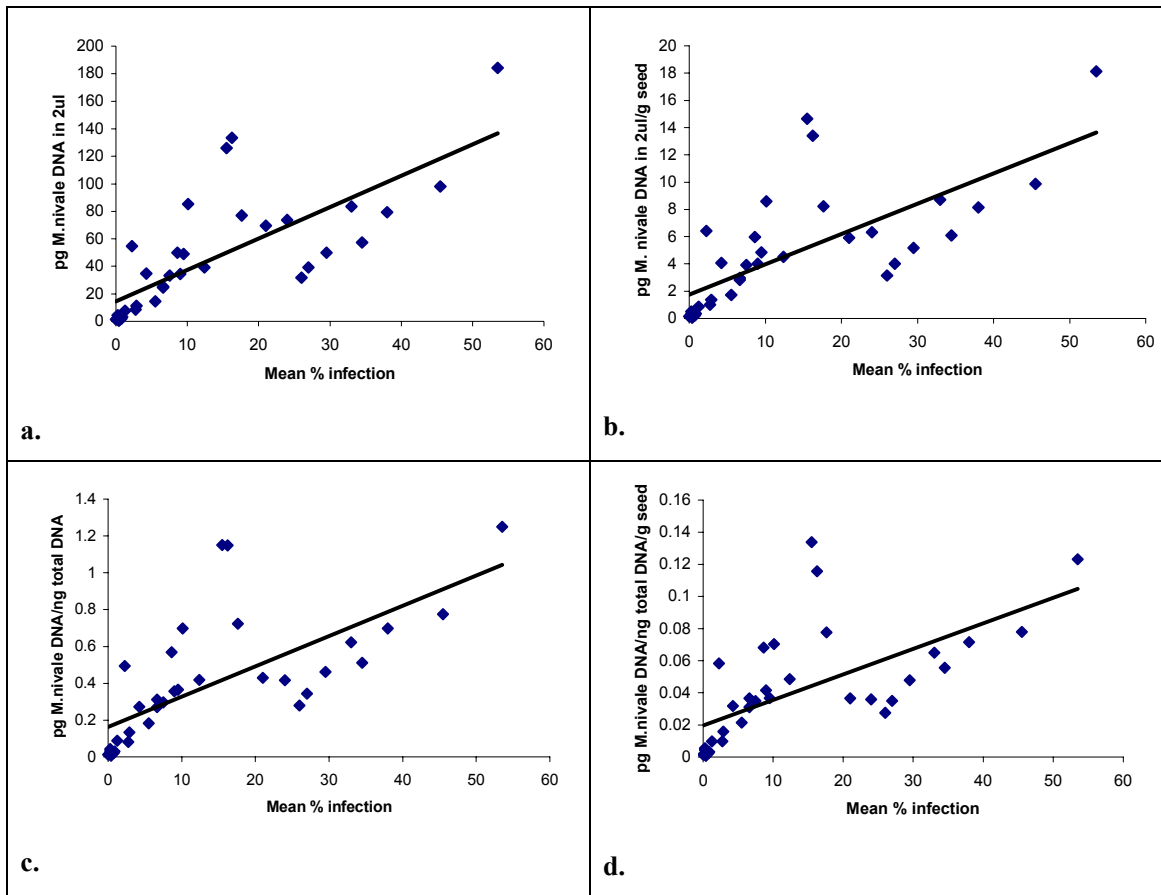 200
180
160
140
120
100
80
60
40
20
0
pg M.nivale DNA in 2ul
0 10 20 30 40 50 60
Mean % infection
a.
20
18
16
14
12
10
8
6
4
2
0
pg M. nivale DNA in 2ul/g seed
0 10 20 30 40 50 60
Mean % infection
b.
1.4
1.2
1
0.8
0.6
0.4
0.2
0
pg M.nivale DNA/ng total DNA
0 10 20 30 40 50 60
Mean % infection
c.
0.16
0.14
0.12
0.1
0.08
0.06
0.04
0.02
0
pg M.nivale DNA/ng total DNA/g seed
0 10 20 30 40 50 60
Mean % infection
d.